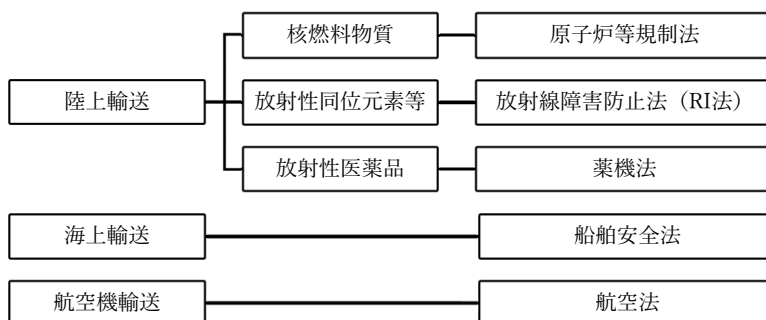 核燃料物質
原子炉等規制法
陸上輸送
放射性同位元素等
放射線障害防止法（RI法）
放射性医薬品
薬機法
海上輸送
船舶安全法
航空機輸送
航空法